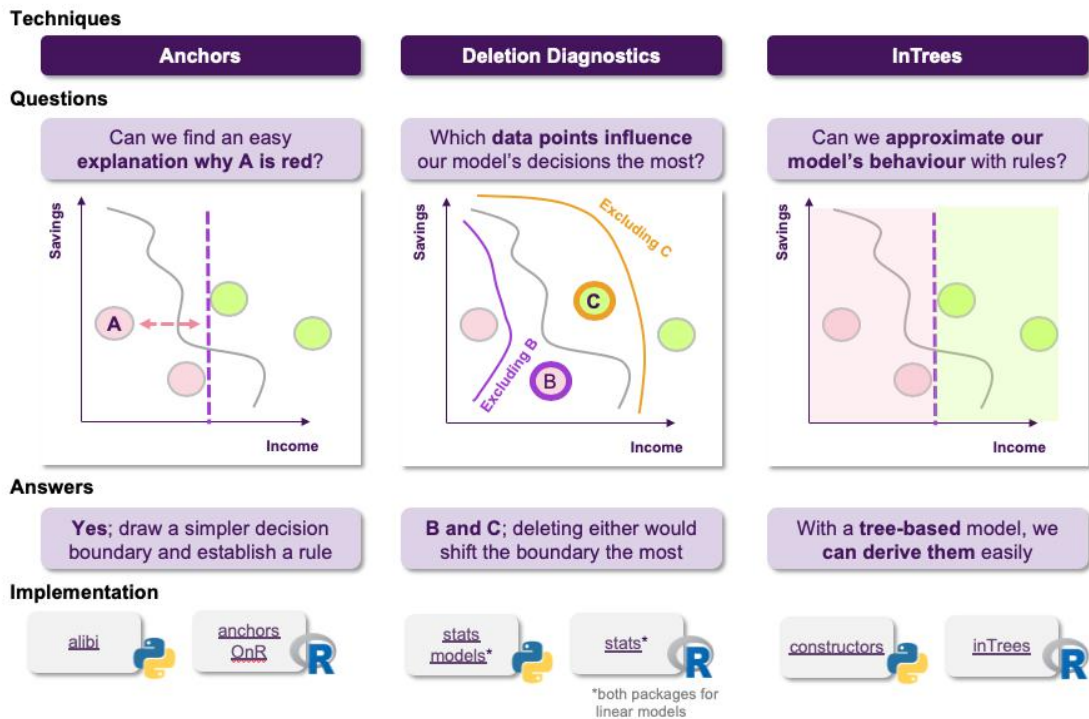 Techniques
Anchors
Deletion Diagnostics
InTrees
Questions
Can we find an easy
explanation why A is red?
Which data points influence
our model's decisions the most?
Can we approximate our
model's behaviour with rules?
Savings
A
Income
Savings
Excluding C
C
Excluding B
B
Income
Savings
Income
Answers
Yes; draw a simpler decision
boundary and establish a rule
B and C; deleting either would
shift the boundary the most
With a tree-based model, we
can derive them easily
Implementation
alibi
anchors
OnR
R
stats
models*
stats*
R
*both packages for
linear models
constructors
inTrees
R